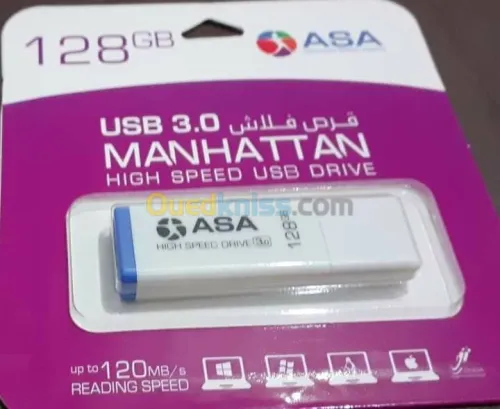 128GB
ASA
USB 3.0 قرص فلاش
MANHATTAN
HIGH SPEED USB DRIVE
Ouedkniss.com
ASA
HIGH SPEED DRIVE 3.0
128GB
up to 120MB/s
READING SPEED